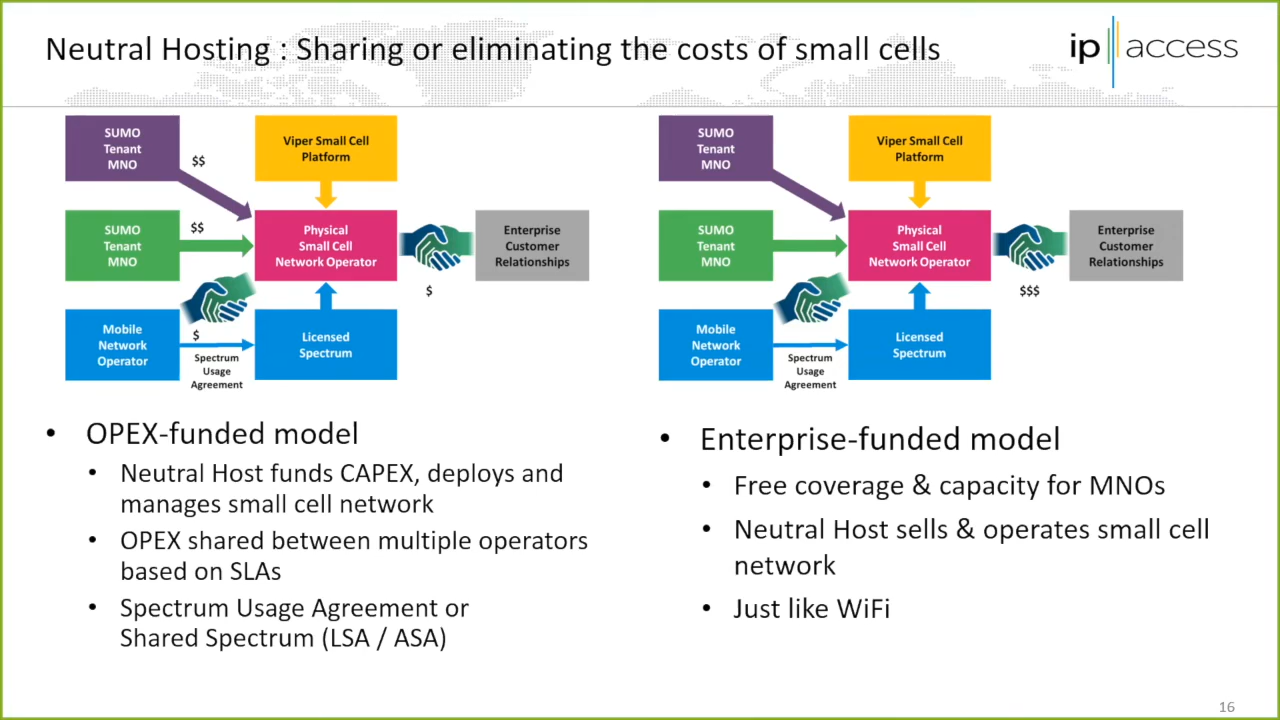 Neutral Hosting : Sharing or eliminating the costs of small cells
ip access
SUMO
Tenant
MNO
$$
Viper Small Cell
Platform
SUMO
Tenant
MNO
$$
Physical
Small Cell
Network Operator
$
Enterprise
Customer
Relationships
Mobile
Network
Operator
$
Spectrum
Usage
Agreement
Licensed
Spectrum
SUMO
Tenant
MNO
Viper Small Cell
Platform
SUMO
Tenant
MNO
Physical
Small Cell
Network Operator
$$$
Enterprise
Customer
Relationships
Mobile
Network
Operator
Spectrum
Usage
Agreement
Licensed
Spectrum
• OPEX-funded model
• Neutral Host funds CAPEX, deploys and
manages small cell network
• OPEX shared between multiple operators
based on SLAs
• Spectrum Usage Agreement or
Shared Spectrum (LSA / ASA)
• Enterprise-funded model
• Free coverage & capacity for MNOs
• Neutral Host sells & operates small cell
network
• Just like WiFi
16